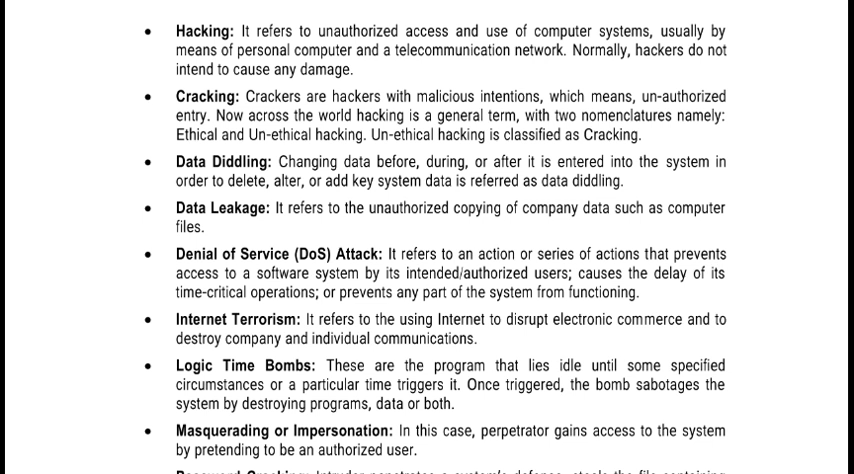 • Hacking: It refers to unauthorized access and use of computer systems, usually by
means of personal computer and a telecommunication network. Normally, hackers do not
intend to cause any damage.
• Cracking: Crackers are hackers with malicious intentions, which means, un-authorized
entry. Now across the world hacking is a general term, with two nomenclatures namely:
Ethical and Un-ethical hacking. Un-ethical hacking is classified as Cracking.
• Data Diddling: Changing data before, during, or after it is entered into the system in
order to delete, alter, or add key system data is referred as data diddling.
• Data Leakage: It refers to the unauthorized copying of company data such as computer
files.
• Denial of Service (DoS) Attack: It refers to an action or series of actions that prevents
access to a software system by its intended/authorized users; causes the delay of its
time-critical operations; or prevents any part of the system from functioning.
• Internet Terrorism: It refers to the using Internet to disrupt electronic commerce and to
destroy company and individual communications.
• Logic Time Bombs: These are the program that lies idle until some specified
circumstances or a particular time triggers it. Once triggered, the bomb sabotages the
system by destroying programs, data or both.
• Masquerading or Impersonation: In this case, perpetrator gains access to the system
by pretending to be an authorized user.